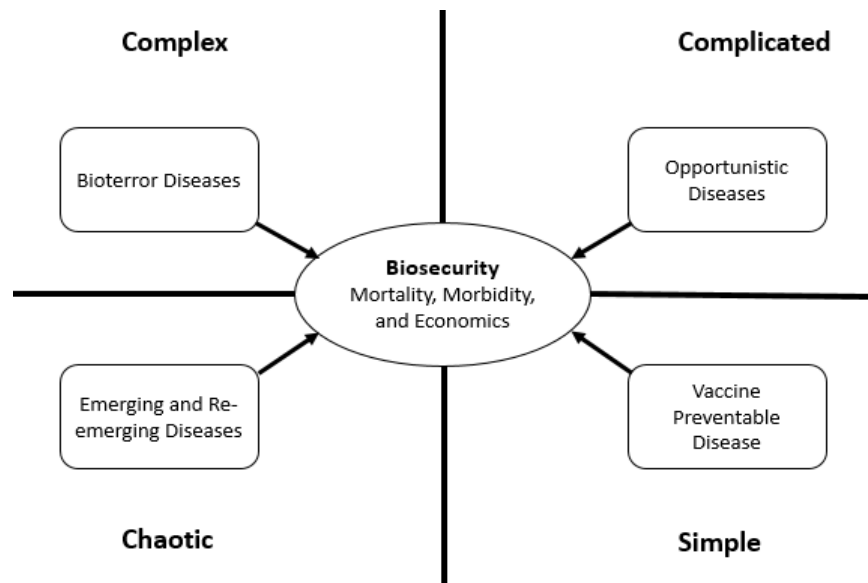 Complex
Complicated
Bioterror Diseases
Opportunistic
Diseases
Biosecurity
Mortality, Morbidity,
and Economics
Emerging and Re-
emerging Diseases
Vaccine
Preventable
Disease
Chaotic
Simple